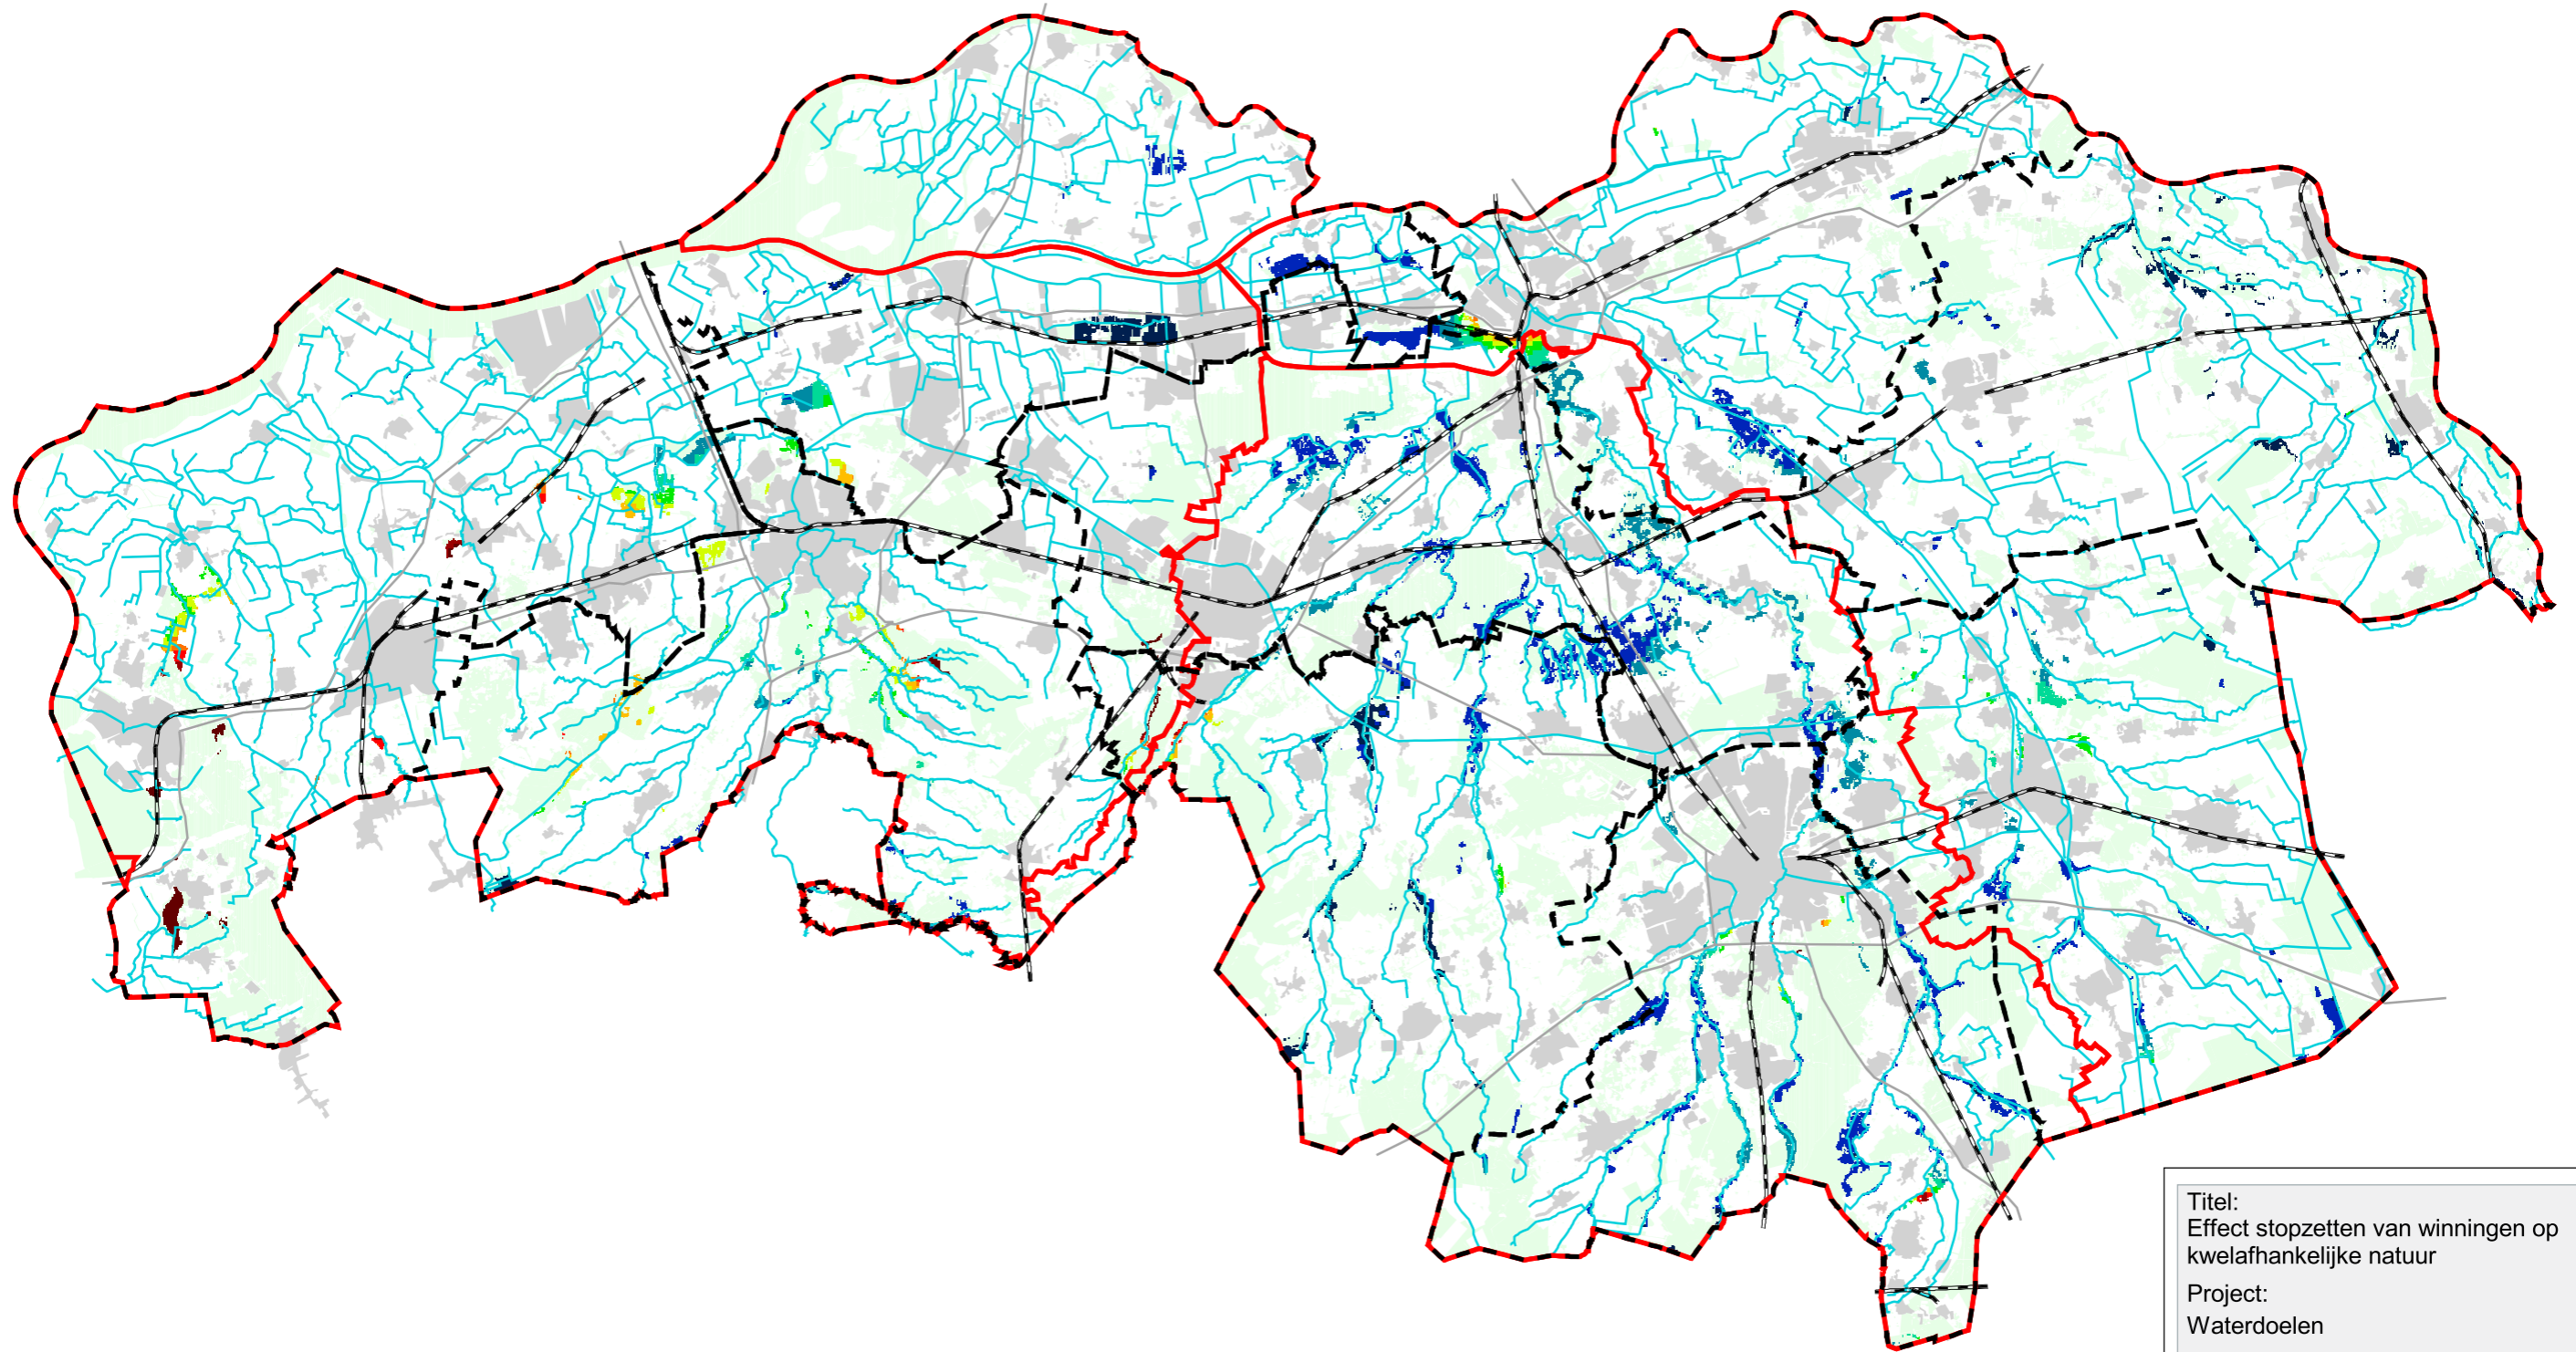 Titel:
Effect stopzetten van winningen op
kwelafhankelijke natuur
Project:
Waterdoelen